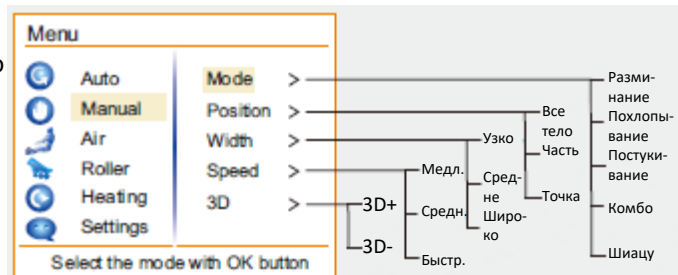 Menu
о
Auto
Manual
Air
Roller
Heating
Settings
Mode >
Position >
Width >
Speed >
3D >
Select the mode with OK button
3D+
3D-
Медл.
Средн.
Быстр.
Узко
Сред-
не
Широ-
ко
Все
тело
Часть
Точка
Разми-
нание
Похлопы-
вание
Постуки-
вание
Комбо
Шиацу